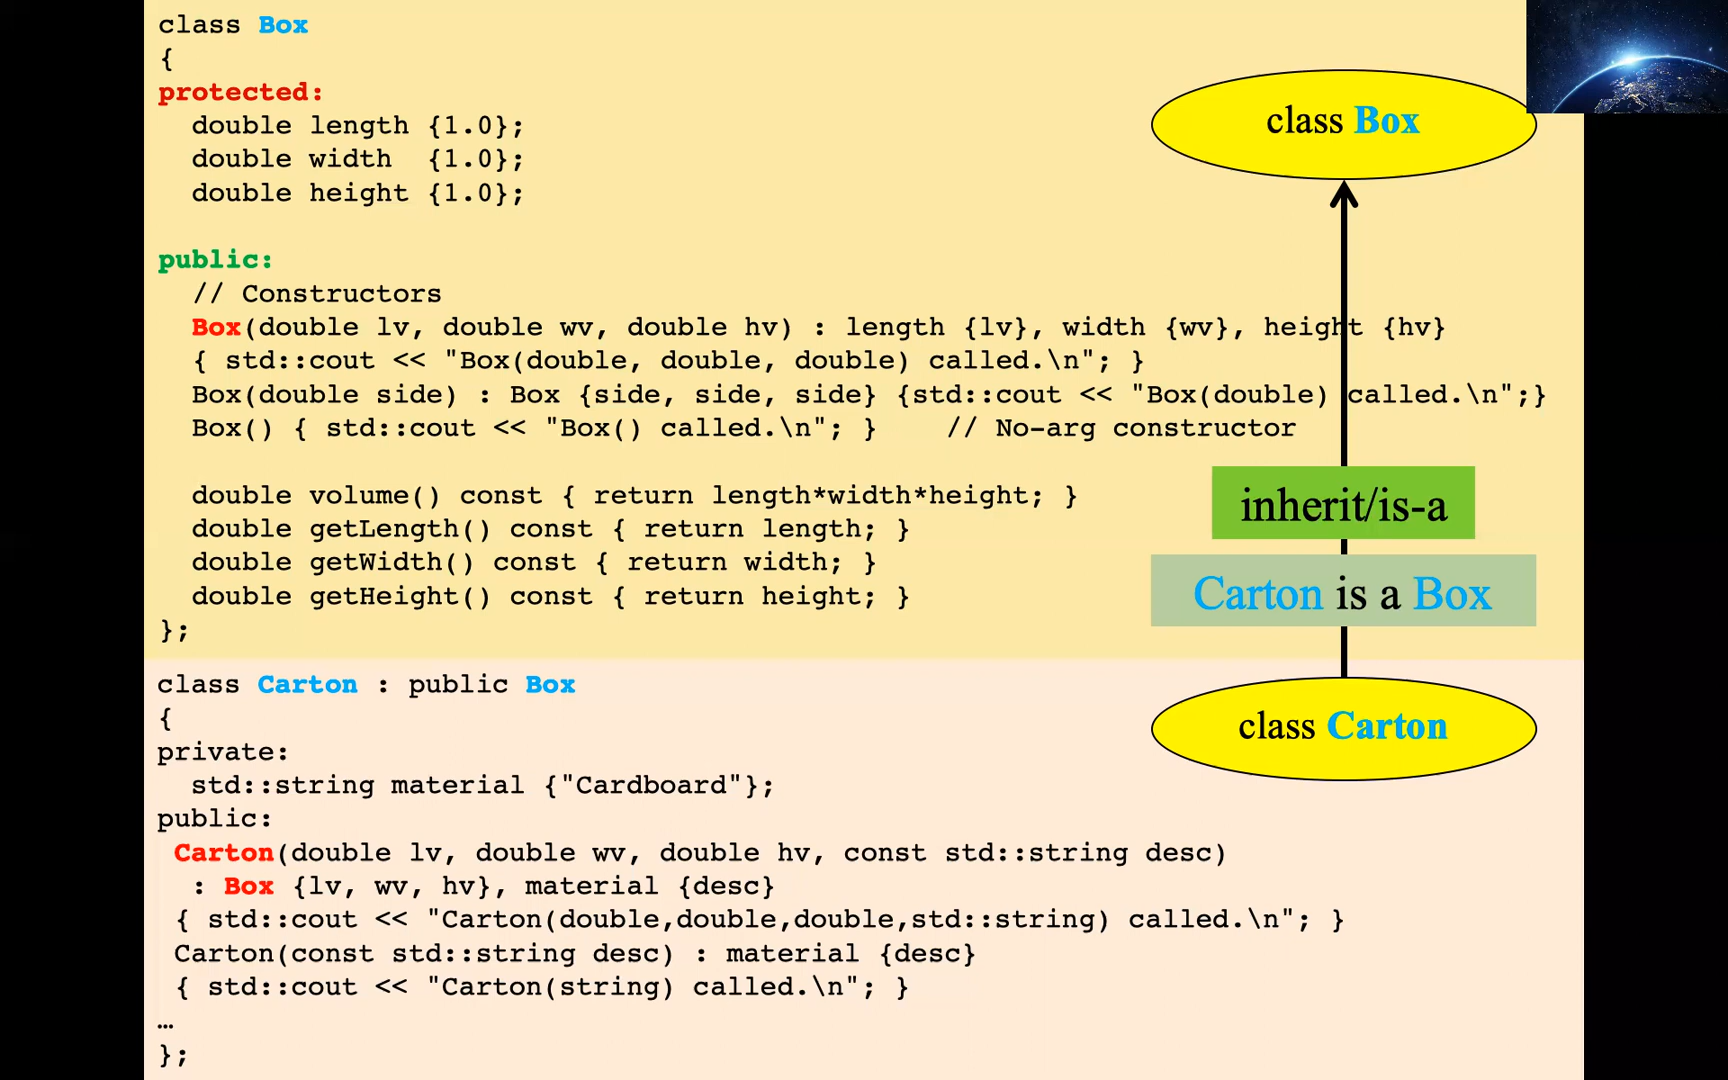 class Box
{
protected:
  double length {1.0};
  double width  {1.0};
  double height {1.0};

public:
  // Constructors
  Box(double lv, double wv, double hv) : length {lv}, width {wv}, height {hv}
  { std::cout << "Box(double, double, double) called.\n"; }
  Box(double side) : Box {side, side, side} {std::cout << "Box(double) called.\n";}
  Box() { std::cout << "Box() called.\n"; }    // No-arg constructor

  double volume() const { return length*width*height; }
  double getLength() const { return length; }
  double getWidth() const { return width; }
  double getHeight() const { return height; }
};
class Carton : public Box
{
private:
  std::string material {"Cardboard"};
public:
 Carton(double lv, double wv, double hv, const std::string desc)
  : Box {lv, wv, hv}, material {desc}
 { std::cout << "Carton(double,double,double,std::string) called.\n"; }
 Carton(const std::string desc) : material {desc}
 { std::cout << "Carton(string) called.\n"; }
…
};
class Box
inherit/is-a
Carton is a Box
class Carton